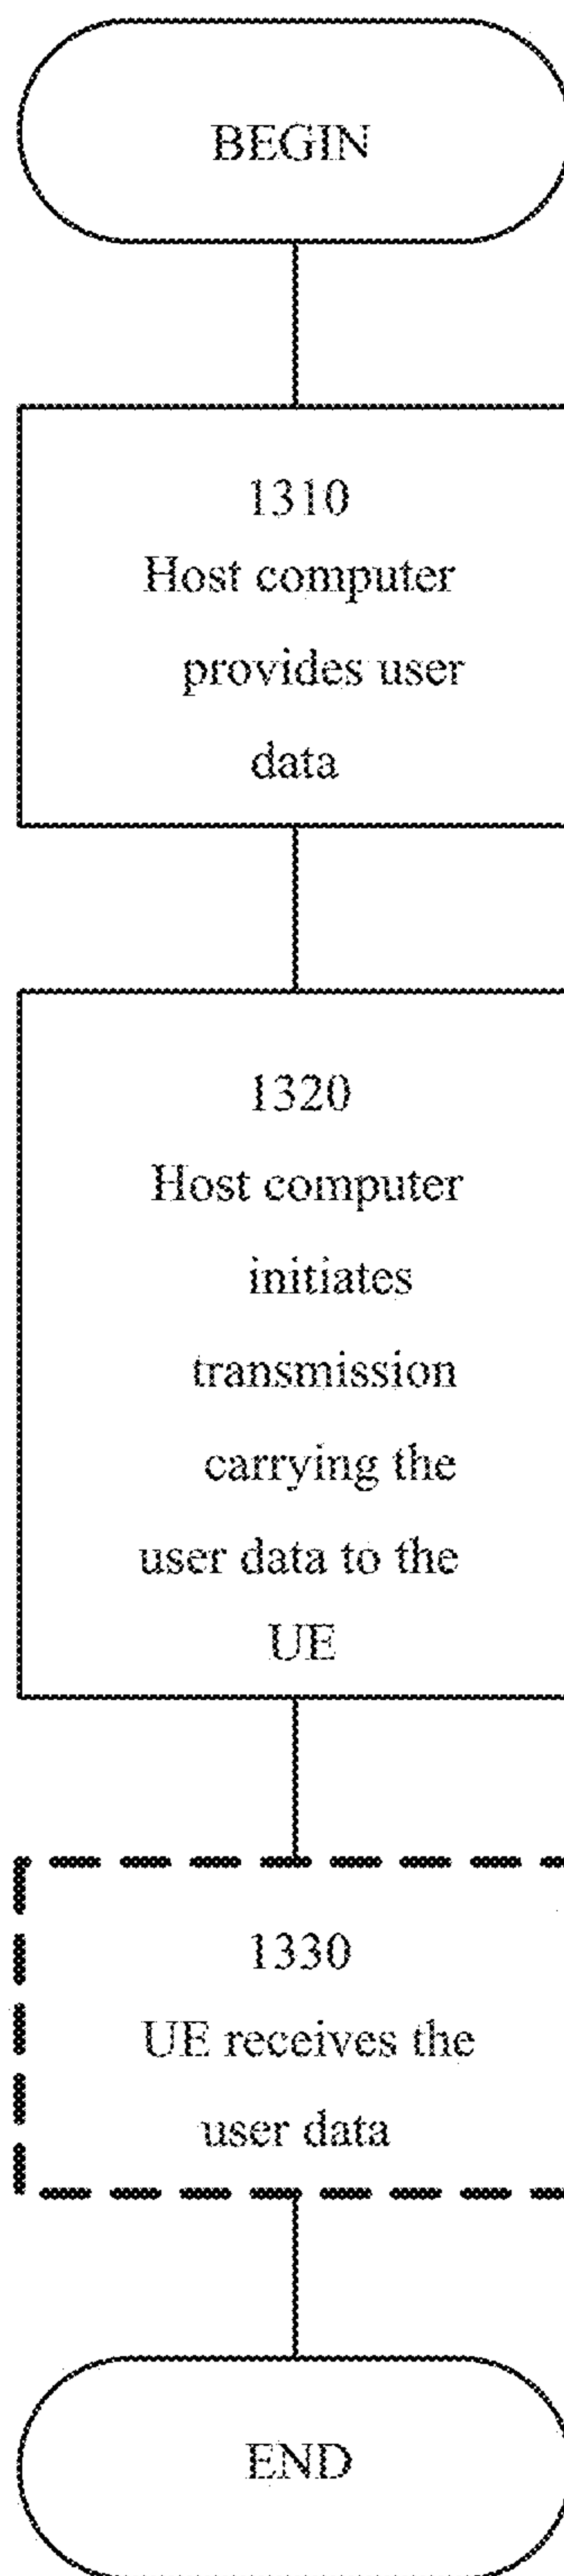 BEGIN
1310
Host computer
provides user
data
1320
Host computer
initiates
transmission
carrying the
user data to the
UE
1330
UE receives the
user data
END